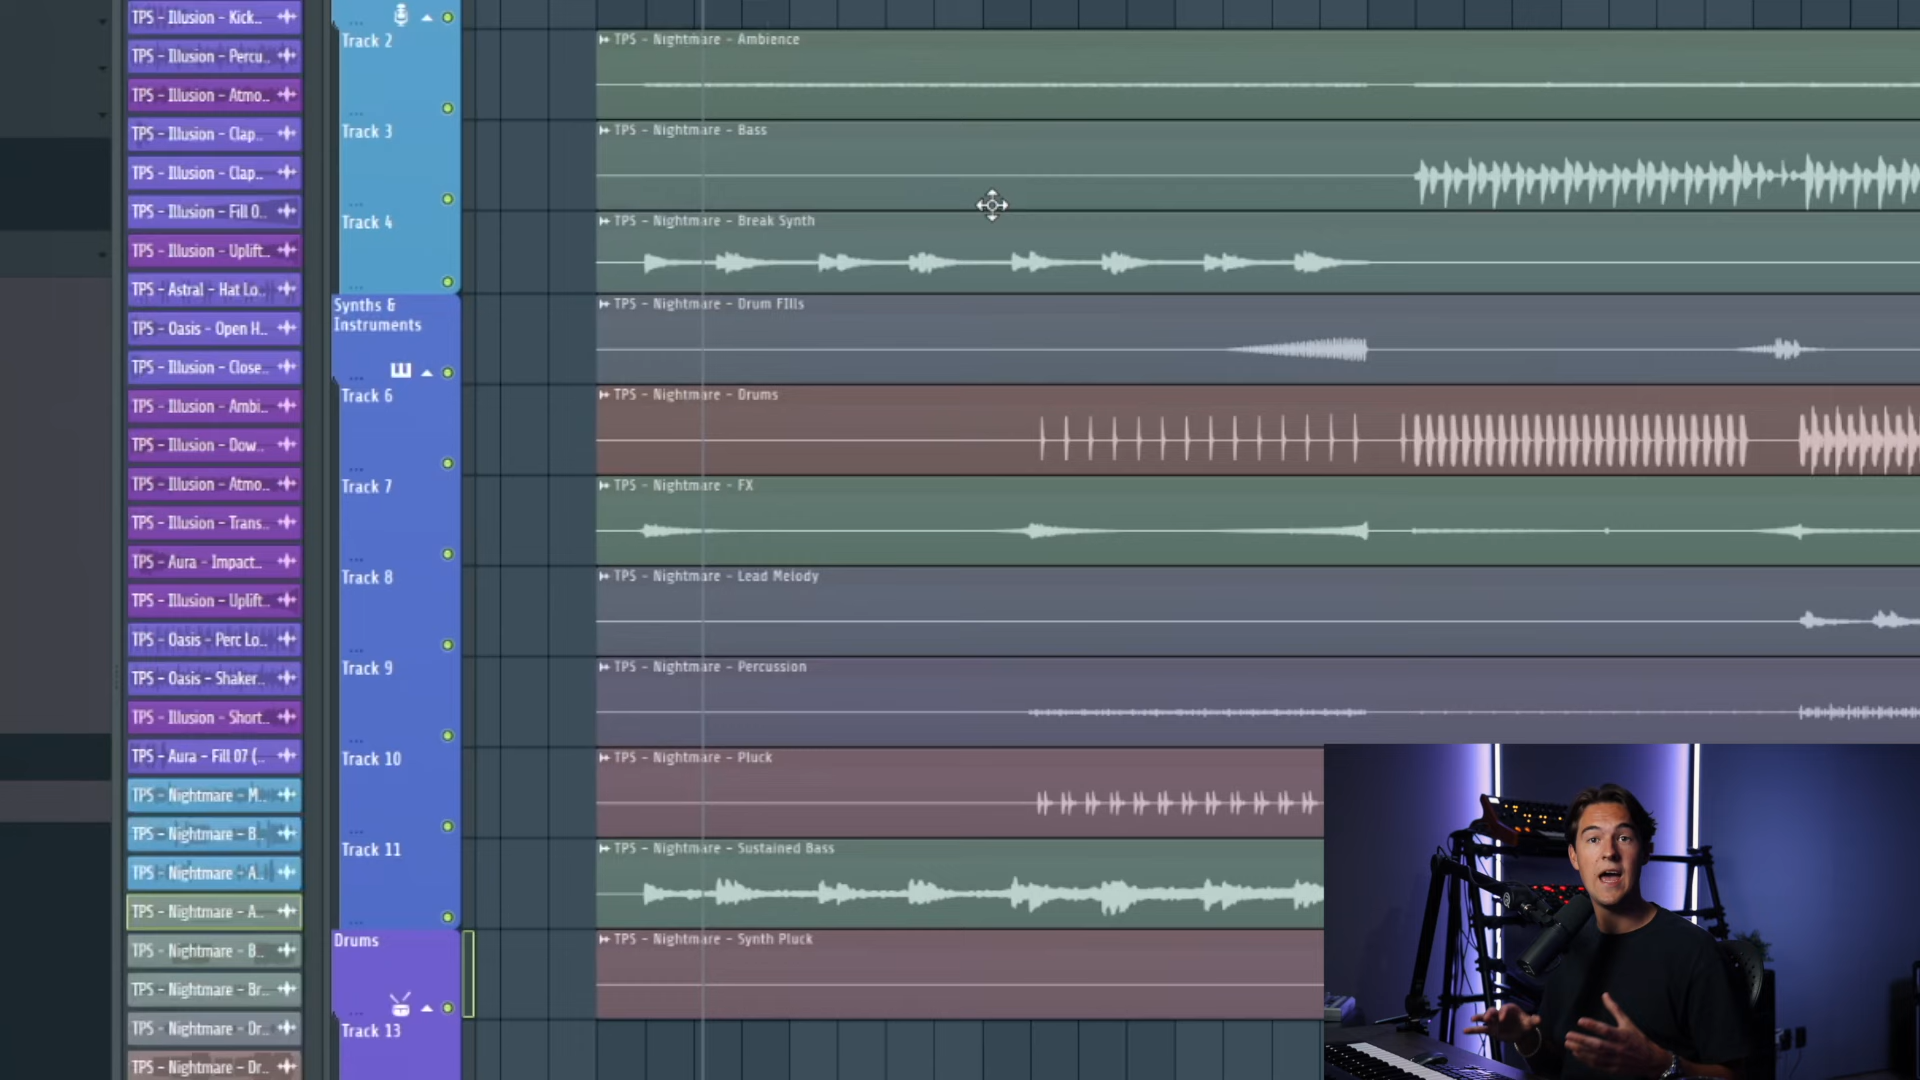 TPS - Illusion - Kick..
TPS - Illusion - Percu..
TPS - Illusion - Atmo..
TPS - Illusion - Clap..
TPS - Illusion - Clap..
TPS - Illusion - Fill 0..
TPS - Illusion - Uplift..
TPS - Astral - Hat Lo..
TPS - Oasis - Open H..
TPS - Illusion - Close..
TPS - Illusion - Ambi..
TPS - Illusion - Dow..
TPS - Illusion - Atmo..
TPS - Illusion - Trans..
TPS - Aura - Impact..
TPS - Illusion - Uplift..
TPS - Oasis - Perc Lo..
TPS - Oasis - Shaker..
TPS - Illusion - Short..
TPS - Aura - Fill 07 (..
TPS - Nightmare - M..
TPS - Nightmare - B..
TPS - Nightmare - A..
TPS - Nightmare - A..
TPS - Nightmare - B..
TPS - Nightmare - Br..
TPS - Nightmare - Dr..
TPS - Nightmare - Dr..
Track 2
Track 3
Track 4
Synths &
Instruments
Track 6
Track 7
Track 8
Track 9
Track 10
Track 11
Drums
Track 13
TPS - Nightmare - Ambience
TPS - Nightmare - Bass
TPS - Nightmare - Break Synth
TPS - Nightmare - Drum FIlls
TPS - Nightmare - Drums
TPS - Nightmare - FX
TPS - Nightmare - Lead Melody
TPS - Nightmare - Percussion
TPS - Nightmare - Pluck
TPS - Nightmare - Sustained Bass
TPS - Nightmare - Synth Pluck